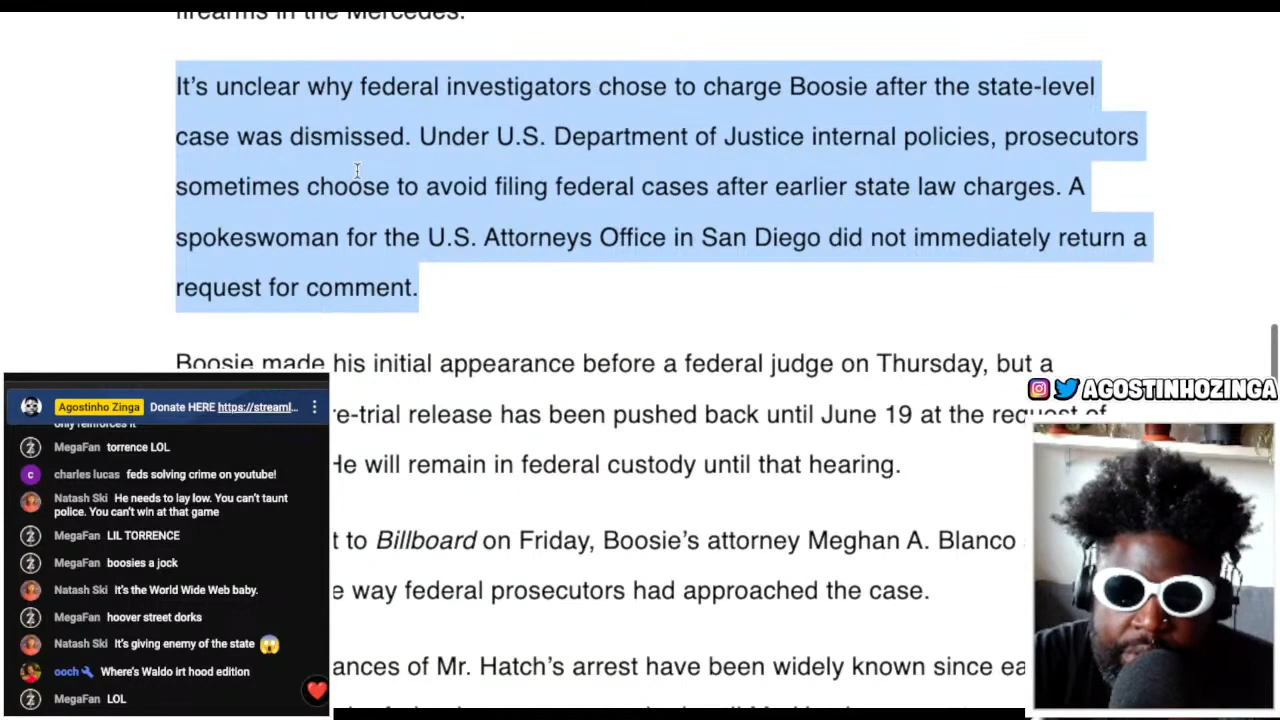 firearms in the Mercedes.
It's unclear why federal investigators chose to charge Boosie after the state-level
case was dismissed. Under U.S. Department of Justice internal policies, prosecutors
sometimes choose to avoid filing federal cases after earlier state law charges. A
spokeswoman for the U.S. Attorneys Office in San Diego did not immediately return a
request for comment.
Boosie made his initial appearance before a federal judge on Thursday, but a
re-trial release has been pushed back until June 19 at the request of
He will remain in federal custody until that hearing.
t to Billboard on Friday, Boosie's attorney Meghan A. Blanco
e way federal prosecutors had approached the case.
ances of Mr. Hatch's arrest have been widely known since ea
AGOSTINHOZINGA
Agostinho Zinga Donate HERE https://streaml...
only reinforces it
MegaFan torrence LOL
c charles lucas feds solving crime on youtube!
Natash Ski He needs to lay low. You can't taunt
police. You can't win at that game
MegaFan LIL TORRENCE
MegaFan boosies a jock
Natash Ski It's the World Wide Web baby.
MegaFan hoover street dorks
Natash Ski It's giving enemy of the state 😱
ooch Where's Waldo irt hood edition
MegaFan LOL